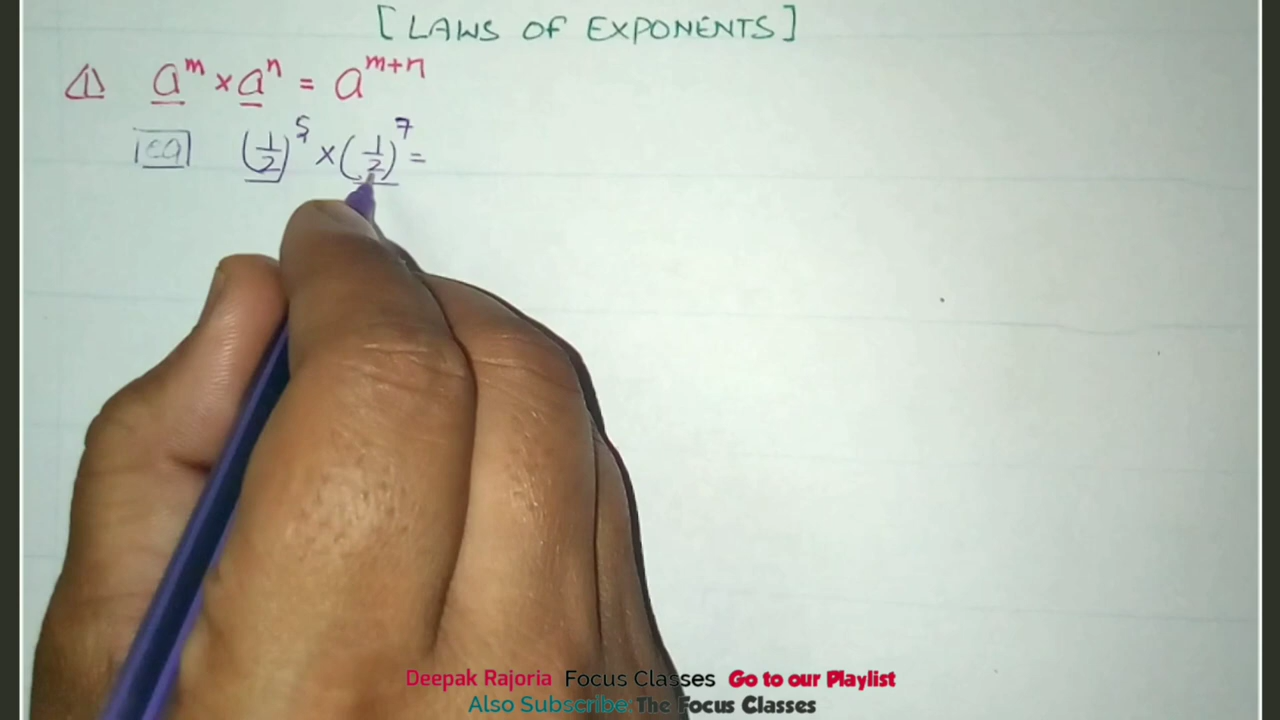 [LAWS OF EXPONENTS]
① a^m × a^n = a^{m+n}
eg (1/2)^5 × (1/2)^7 =
Deepak Rajoria Focus Classes Go to our Playlist
Also Subscribe The Focus Classes